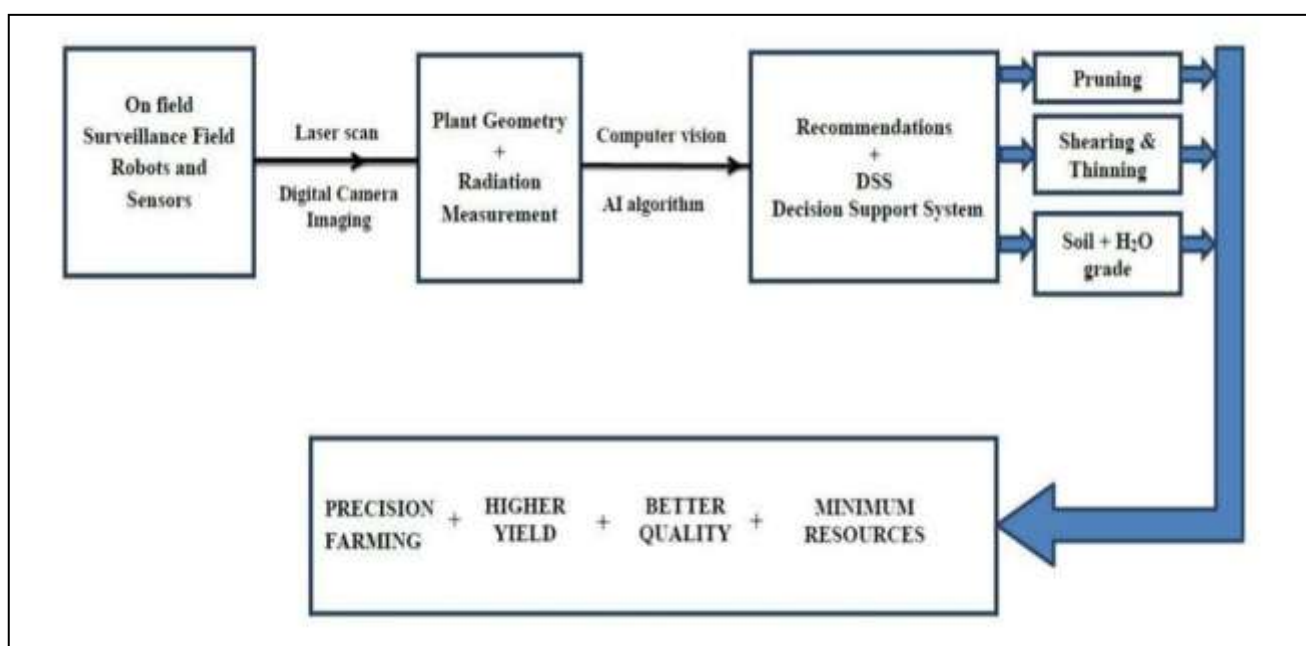 On field
Surveillance Field
Robots and
Sensors
Laser scan
Digital Camera
Imaging
Plant Geometry
+
Radiation
Measurement
Computer vision
AI algorithm
Recommendations
+
DSS
Decision Support System
Pruning
Shearing &
Thinning
Soil + H₂O
grade
PRECISION
FARMING
+
HIGHER
YIELD
+
BETTER
QUALITY
+
MINIMUM
RESOURCES